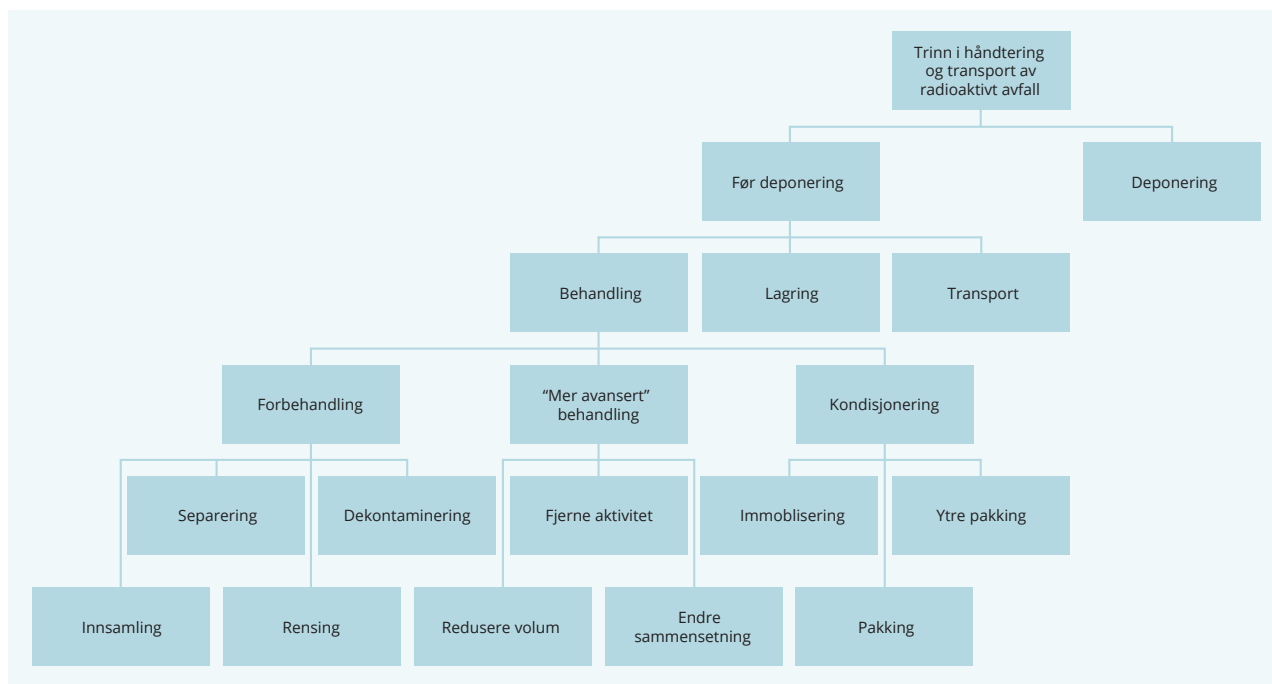 Trinn i håndtering
og transport av
radioaktivt avfall
Før deponering
Deponering
Behandling
Lagring
Transport
Forbehandling
“Mer avansert”
behandling
Kondisjonering
Separering
Dekontaminering
Fjerne aktivitet
Immoblisering
Ytre pakking
Innsamling
Rensing
Redusere volum
Endre
sammensetning
Pakking